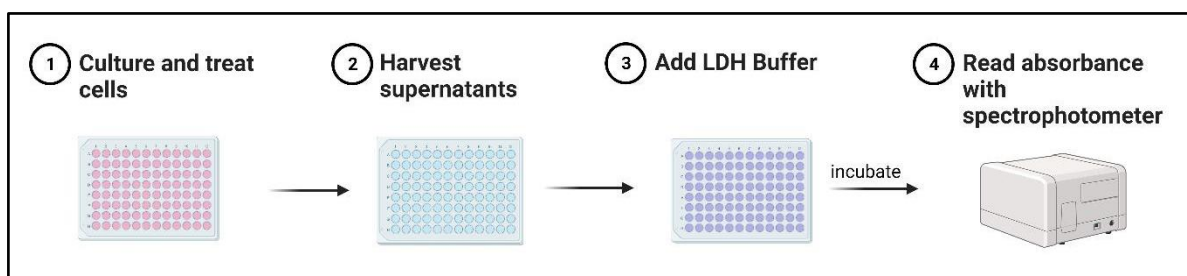 1 Culture and treat
cells
2 Harvest
supernatants
3 Add LDH Buffer
4 Read absorbance
with
spectrophotometer
incubate